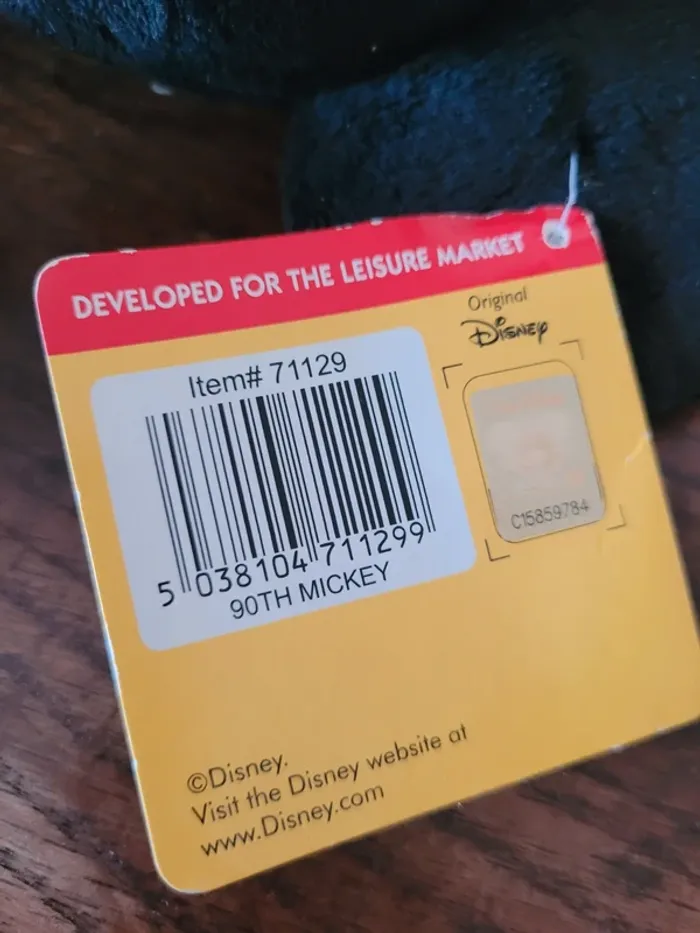 DEVELOPED FOR THE LEISURE MARKET
Original
Disney
Item# 71129
5 038104 711299
90TH MICKEY
C15859784
©Disney.
Visit the Disney website at
www.Disney.com